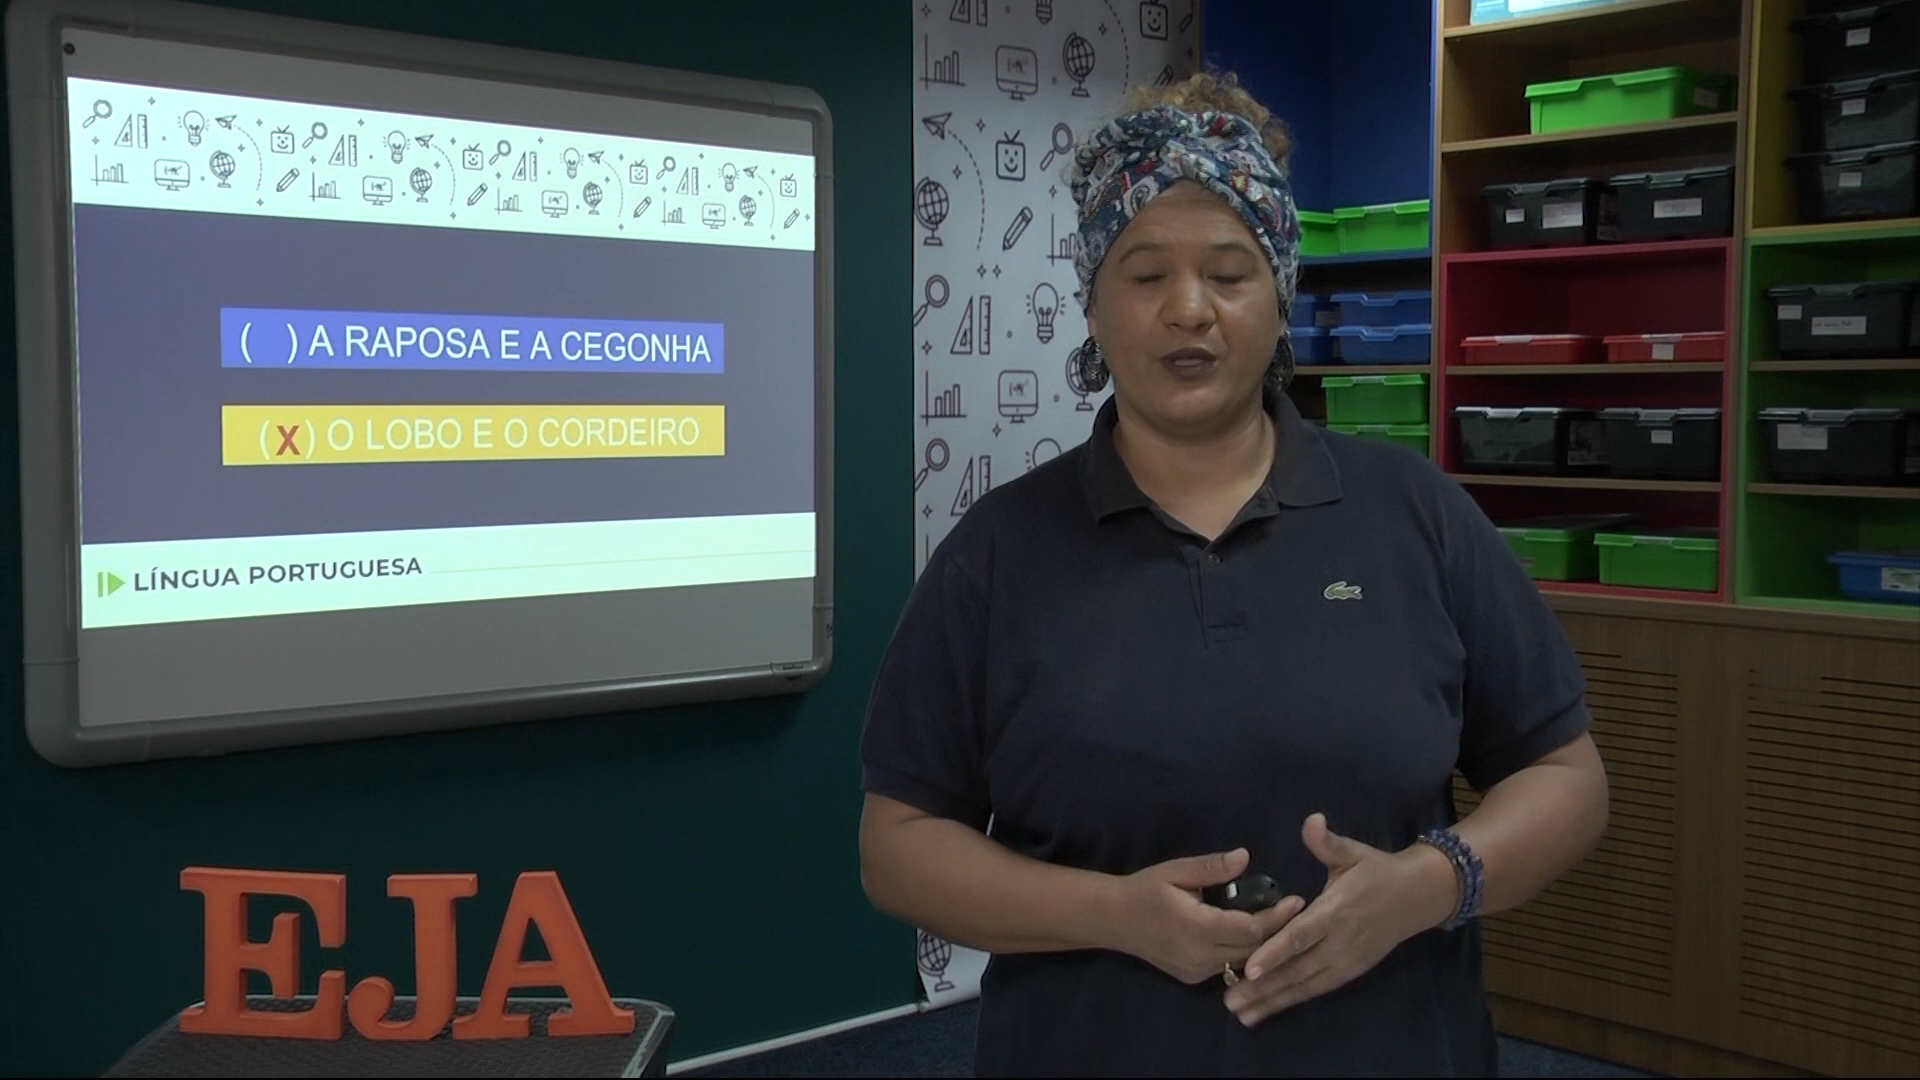 ( ) A RAPOSA E A CEGONHA
(X) O LOBO E O CORDEIRO
LÍNGUA PORTUGUESA
EJA